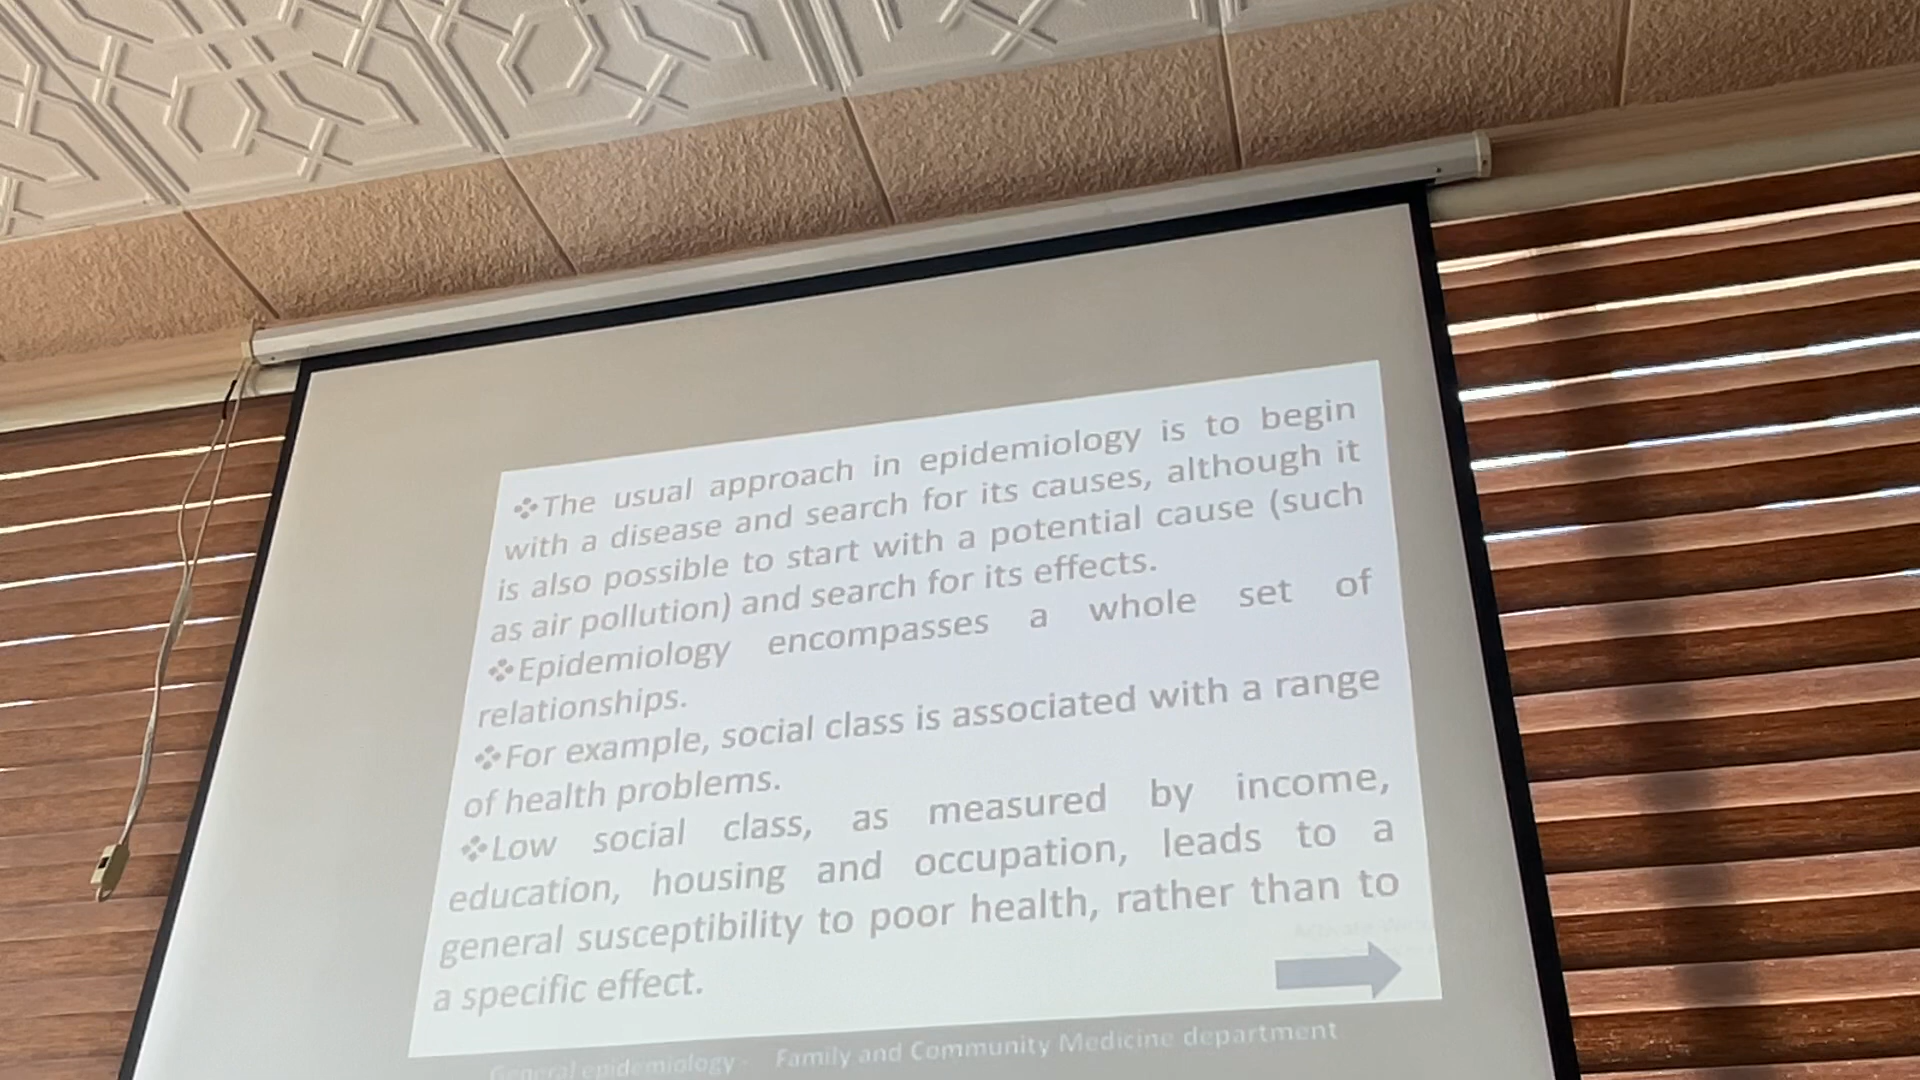 ❖The usual approach in epidemiology is to begin
with a disease and search for its causes, although it
is also possible to start with a potential cause (such
as air pollution) and search for its effects.
❖Epidemiology encompasses a whole set of
relationships.
❖For example, social class is associated with a range
of health problems.
❖Low social class, as measured by income,
education, housing and occupation, leads to a
general susceptibility to poor health, rather than to
a specific effect.
General epidemiology - Family and Community Medicine department